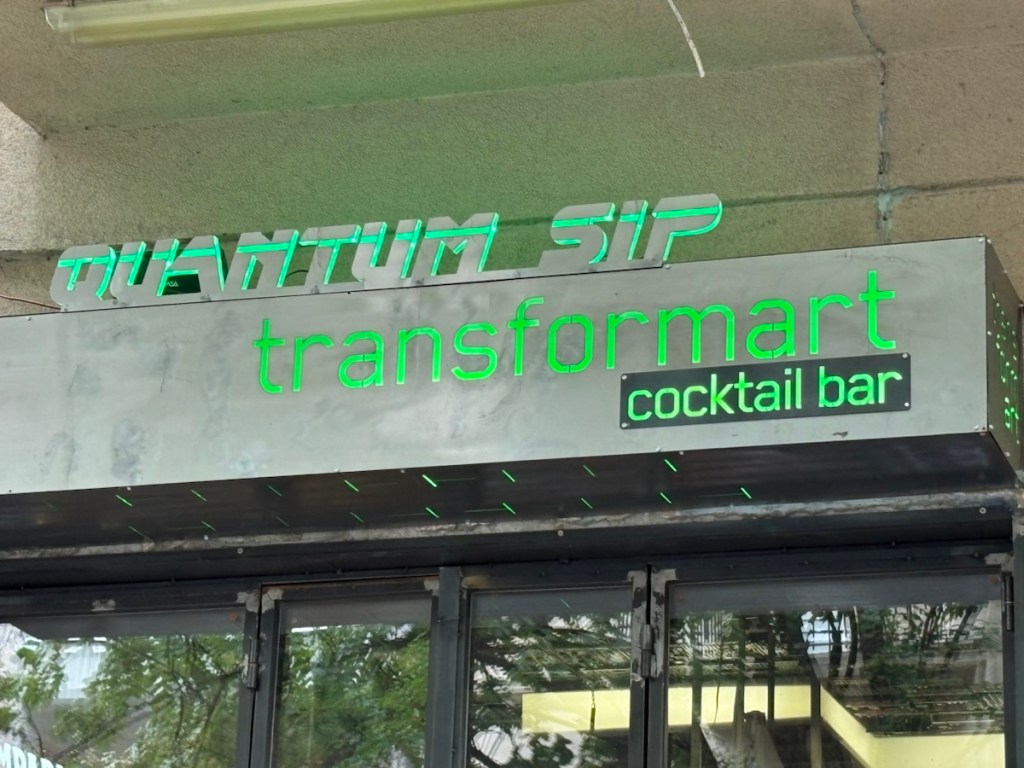 QUANTUM SIP
transformart
cocktail bar